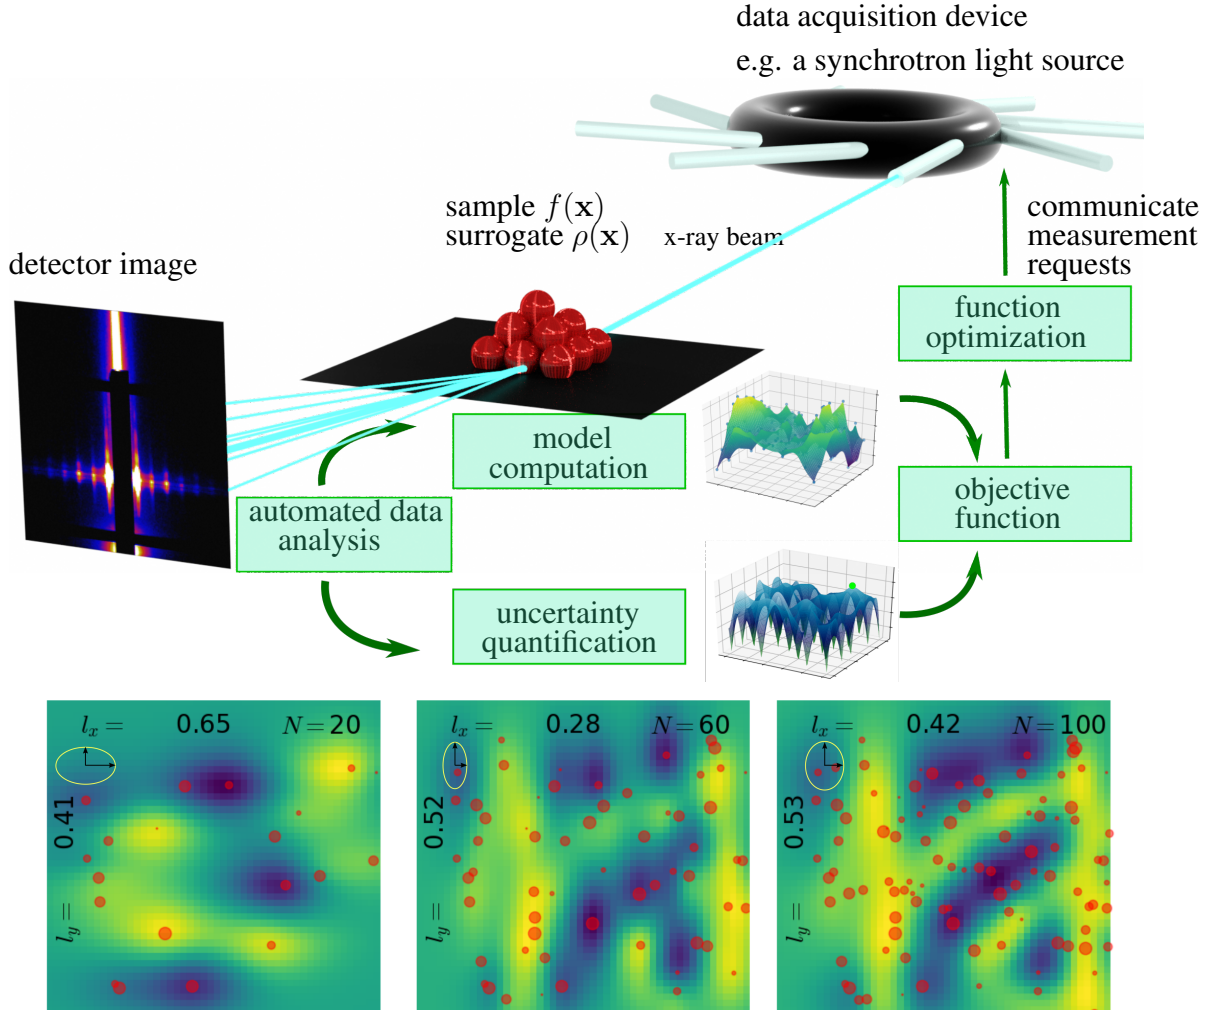 data acquisition device
e.g. a synchrotron light source
sample f(x)
surrogate ρ(x)
x-ray beam
communicate
measurement
requests
detector image
function
optimization
model
computation
objective
function
automated data
analysis
uncertainty
quantification
l_x = 0.65 N = 20
l_y = 0.41
l_x = 0.28 N = 60
l_y = 0.52
l_x = 0.42 N = 100
l_y = 0.53